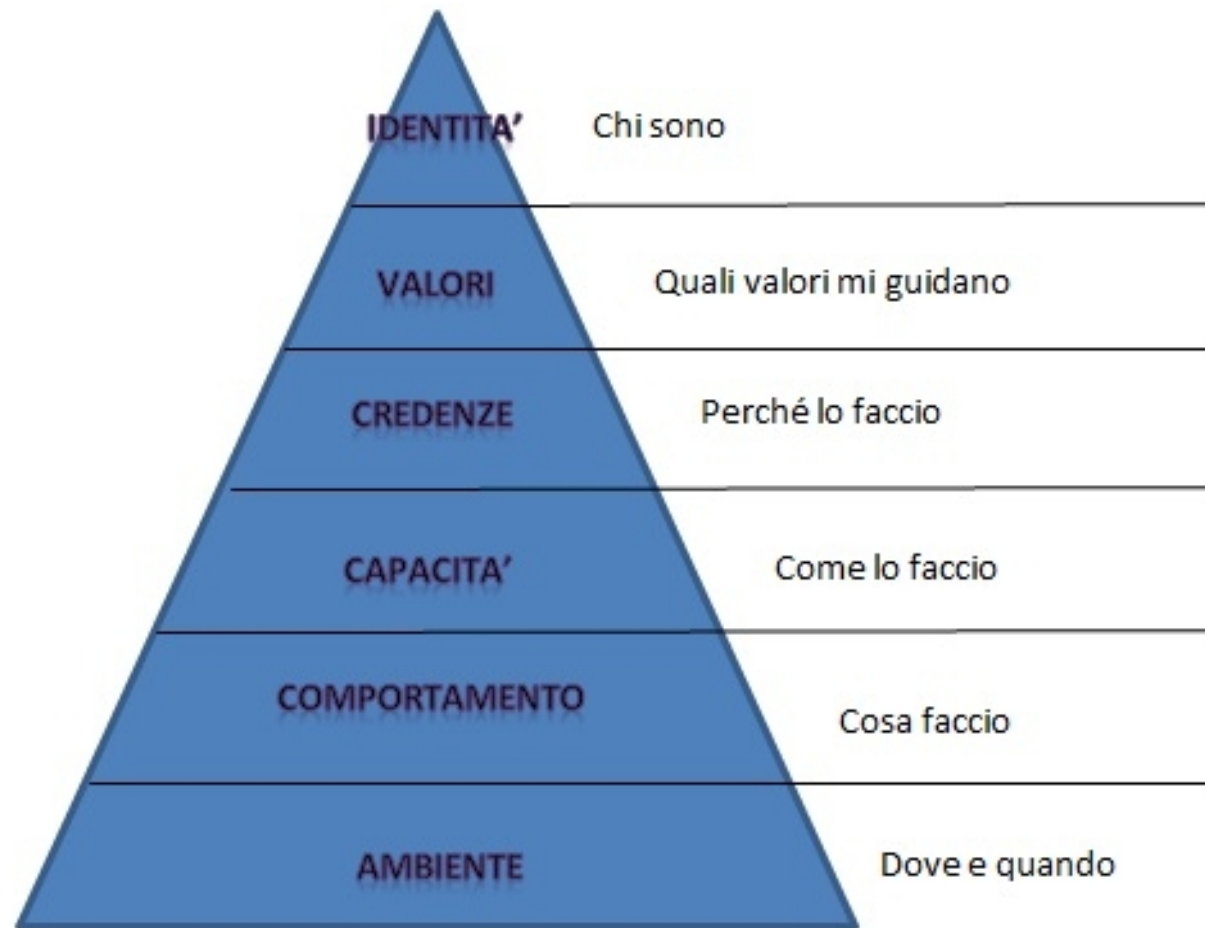 IDENTITA’ Chi sono
VALORI Quali valori mi guidano
CREDENZE Perché lo faccio
CAPACITA’ Come lo faccio
COMPORTAMENTO
Cosa faccio
AMBIENTE Dove e quando